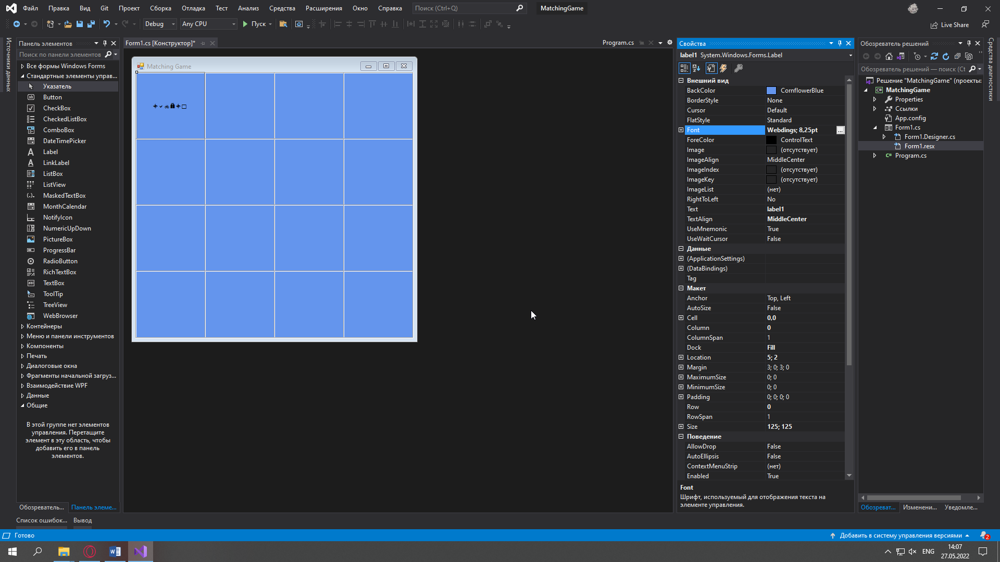 Файл Правка Вид Git Проект Сборка Отладка Тест Анализ Средства Расширения Окно Справка Поиск (Ctrl+Q) MatchingGame
Debug Any CPU Пуск Live Share
Источники данных
Панель элементов
Поиск по панели элементов
Все формы Windows Forms
Стандартные элементы управ...
Указатель
Button
CheckBox
CheckedListBox
ComboBox
DateTimePicker
Label
LinkLabel
ListBox
ListView
MaskedTextBox
MonthCalendar
NotifyIcon
NumericUpDown
PictureBox
ProgressBar
RadioButton
RichTextBox
TextBox
ToolTip
TreeView
WebBrowser
Контейнеры
Меню и панели инструментов
Компоненты
Печать
Диалоговые окна
Фрагменты начальной загруз...
Взаимодействие WPF
Данные
Общие
В этой группе нет элементов
управления. Перетащите
элемент в эту область, чтобы
добавить его в панель
элементов.
Обозреватель... Панель элеме...
Form1.cs [Конструктор]* Program.cs
Matching Game
Свойства
label1 System.Windows.Forms.Label
Внешний вид
BackColor CornflowerBlue
BorderStyle None
Cursor Default
FlatStyle Standard
Font Webdings; 8,25pt ...
ForeColor ControlText
Image (отсутствует)
ImageAlign MiddleCenter
ImageIndex (отсутствует)
ImageKey (отсутствует)
ImageList (нет)
RightToLeft No
Text label1
TextAlign MiddleCenter
UseMnemonic True
UseWaitCursor False
Данные
(ApplicationSettings)
(DataBindings)
Tag
Макет
Anchor Top, Left
AutoSize False
Cell 0,0
Column 0
ColumnSpan 1
Dock Fill
Location 5; 2
Margin 3; 0; 3; 0
MaximumSize 0; 0
MinimumSize 0; 0
Padding 0; 0; 0; 0
Row 0
RowSpan 1
Size 125; 125
Поведение
AllowDrop False
AutoEllipsis False
ContextMenuStrip (нет)
Enabled True
Font
Шрифт, используемый для отображения текста на
элементе управления.
Обозреватель решений
Обозреватель решений — поиск (Ct
Решение "MatchingGame" (проекты:
MatchingGame
Properties
Ссылки
App.config
Form1.cs
Form1.Designer.cs
Form1.resx
Program.cs
Обозреват... Изменени... Уведомле...
Средства диагностики
Список ошибок... Вывод
Готово Добавить в систему управления версиями 2
ENG 14:07
27.05.2022